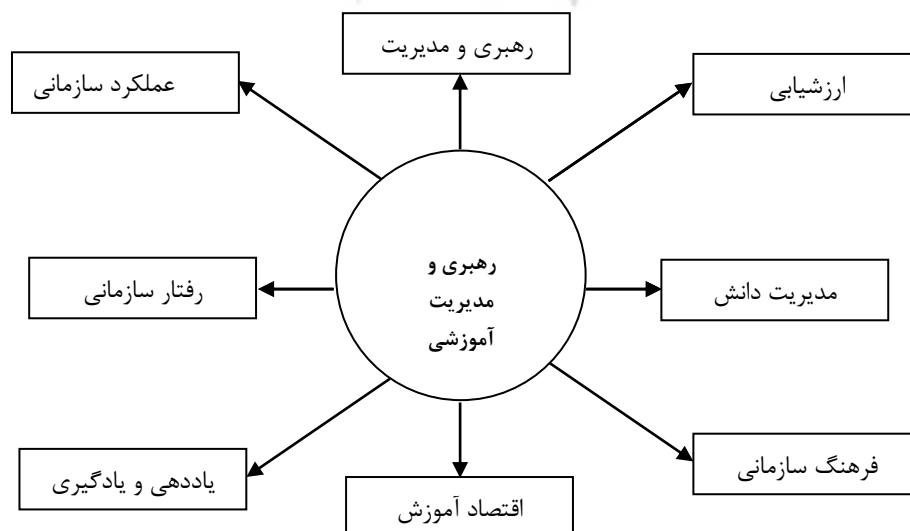 رهبری و مدیریت
ارزشیابی
عملکرد سازمانی
رهبری و
مدیریت
آموزشی
مدیریت دانش
رفتار سازمانی
فرهنگ سازمانی
یاددهی و یادگیری
اقتصاد آموزش